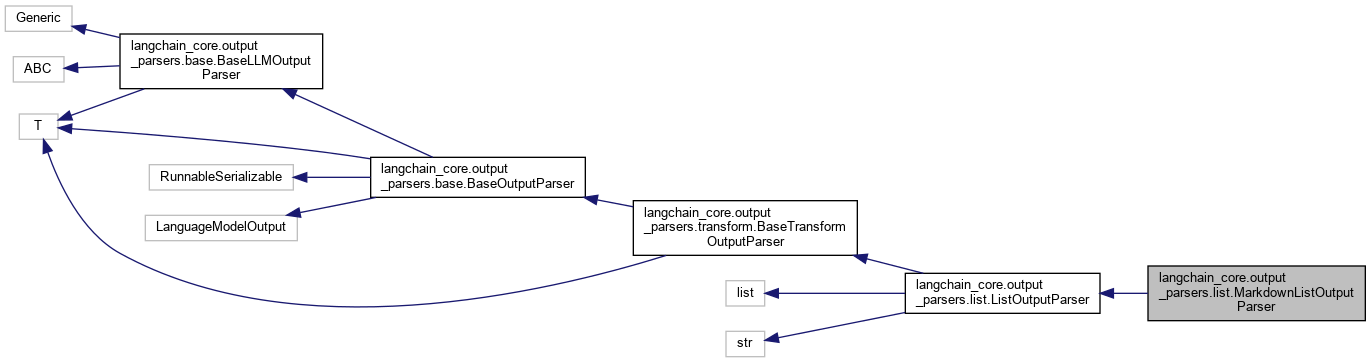 Generic
langchain_core.output
_parsers.base.BaseLLMOutput
Parser
ABC
T
langchain_core.output
_parsers.base.BaseOutputParser
RunnableSerializable
LanguageModelOutput
langchain_core.output
_parsers.transform.BaseTransform
OutputParser
list
langchain_core.output
_parsers.list.ListOutputParser
langchain_core.output
_parsers.list.MarkdownListOutput
Parser
str